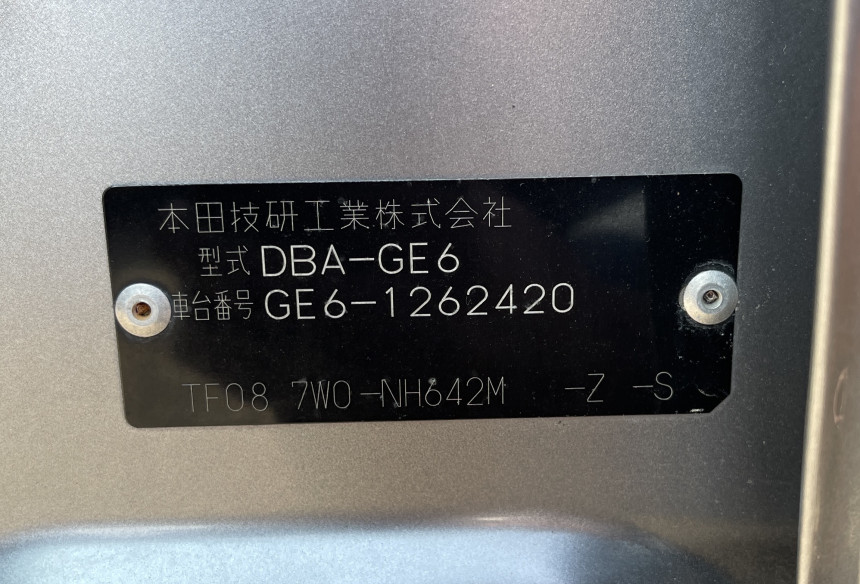 本田技研工業株式会社
型式 DBA-GE6
車台番号 GE6-1262420
TF08 7W0-NH642M -Z -S